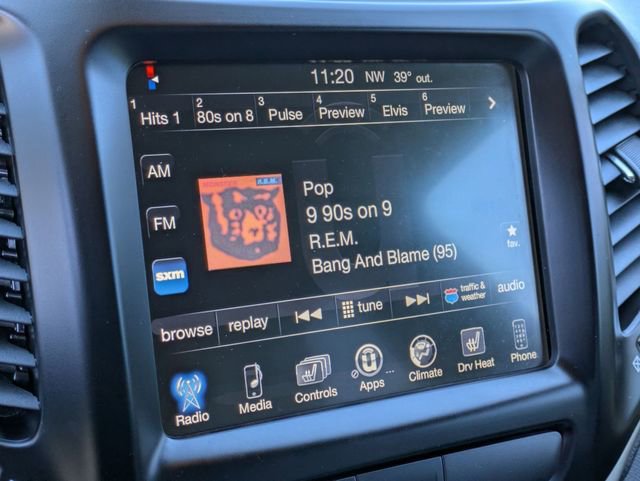 11:20 NW 39° out.
1 Hits 1 2 80s on 8 3 Pulse 4 Preview 5 Elvis 6 Preview
AM
FM
sxm
MONSTER R.E.M.
Pop
9 90s on 9
R.E.M.
Bang And Blame (95)
fav.
browse replay tune traffic & weather audio
Radio Media Controls Apps ... Climate Drv Heat Phone